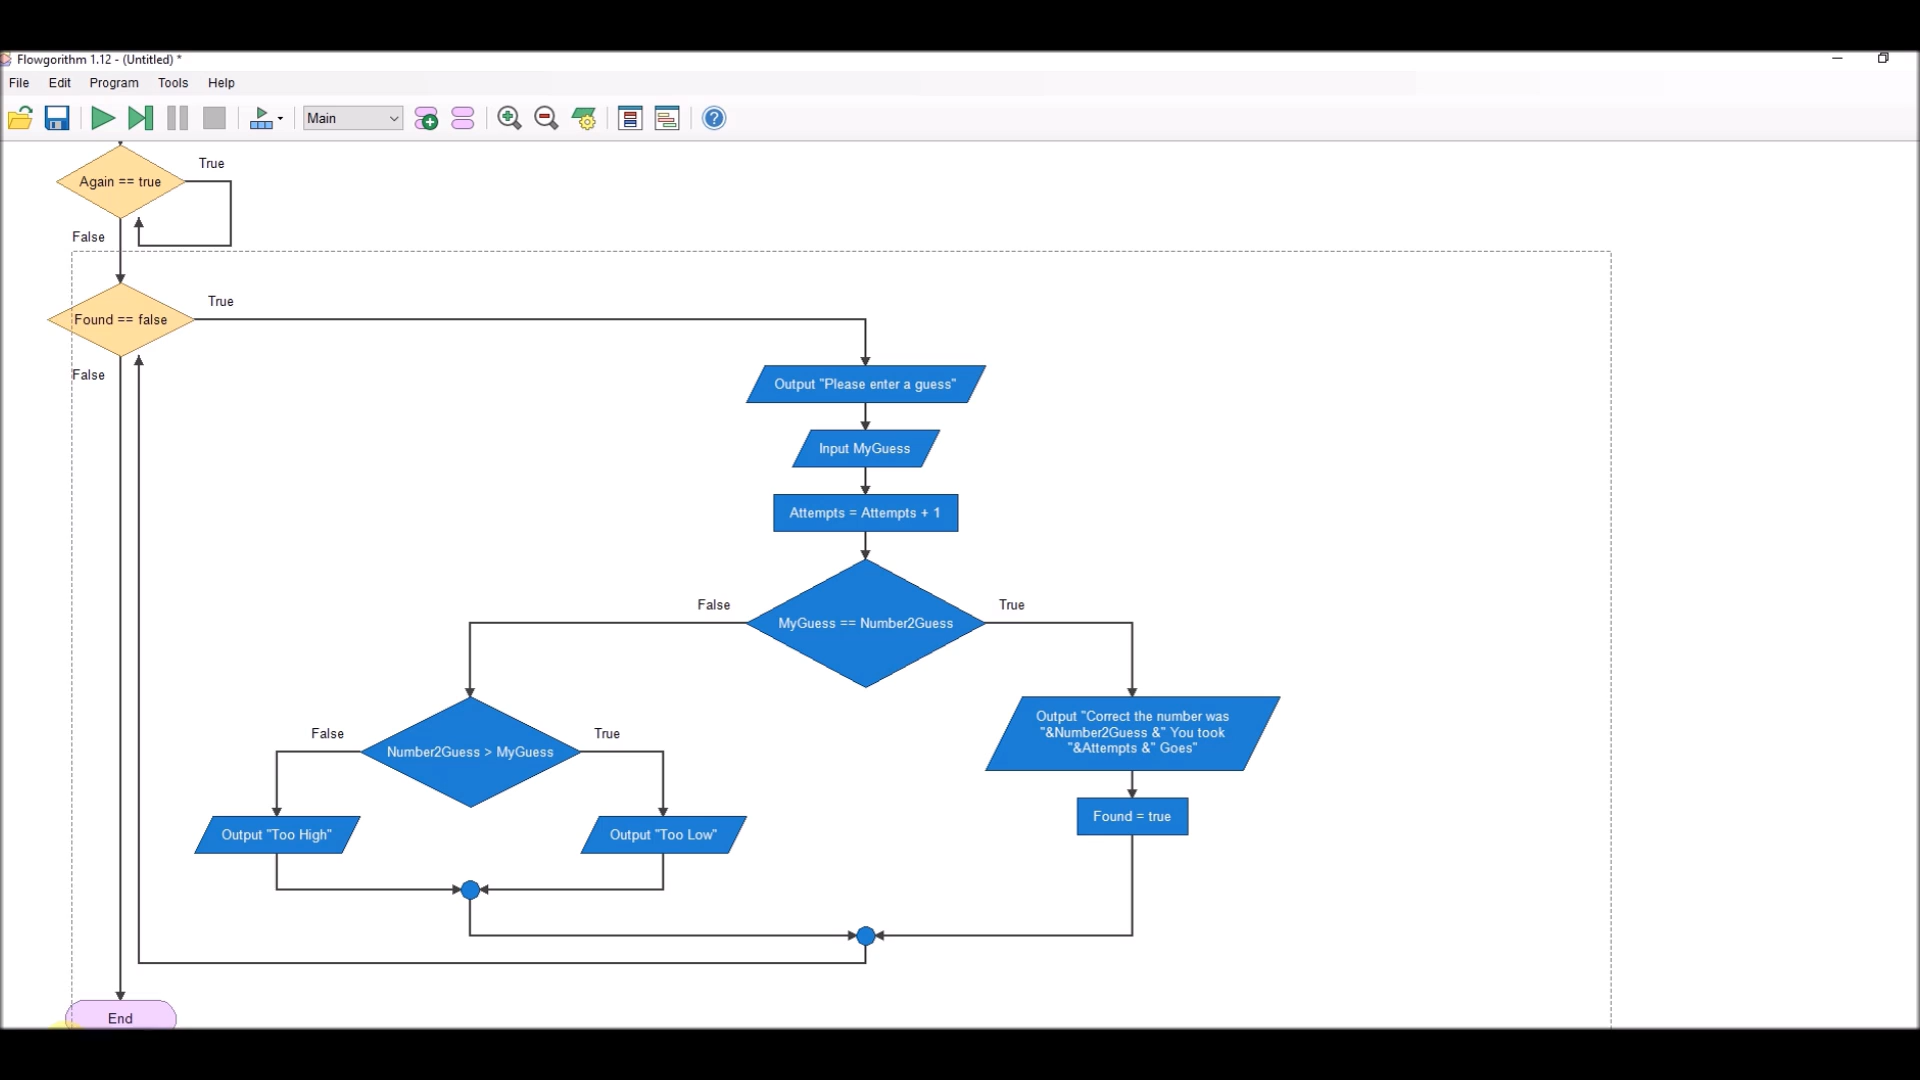 Flowgorithm 1.12 - (Untitled) *
File Edit Program Tools Help
Main
Again == true
True
False
Found == false
True
False
Output "Please enter a guess"
Input MyGuess
Attempts = Attempts + 1
MyGuess == Number2Guess
False
True
Number2Guess > MyGuess
False
True
Output "Correct the number was
"&Number2Guess &" You took
"&Attempts &" Goes"
Found = true
Output "Too High"
Output "Too Low"
End